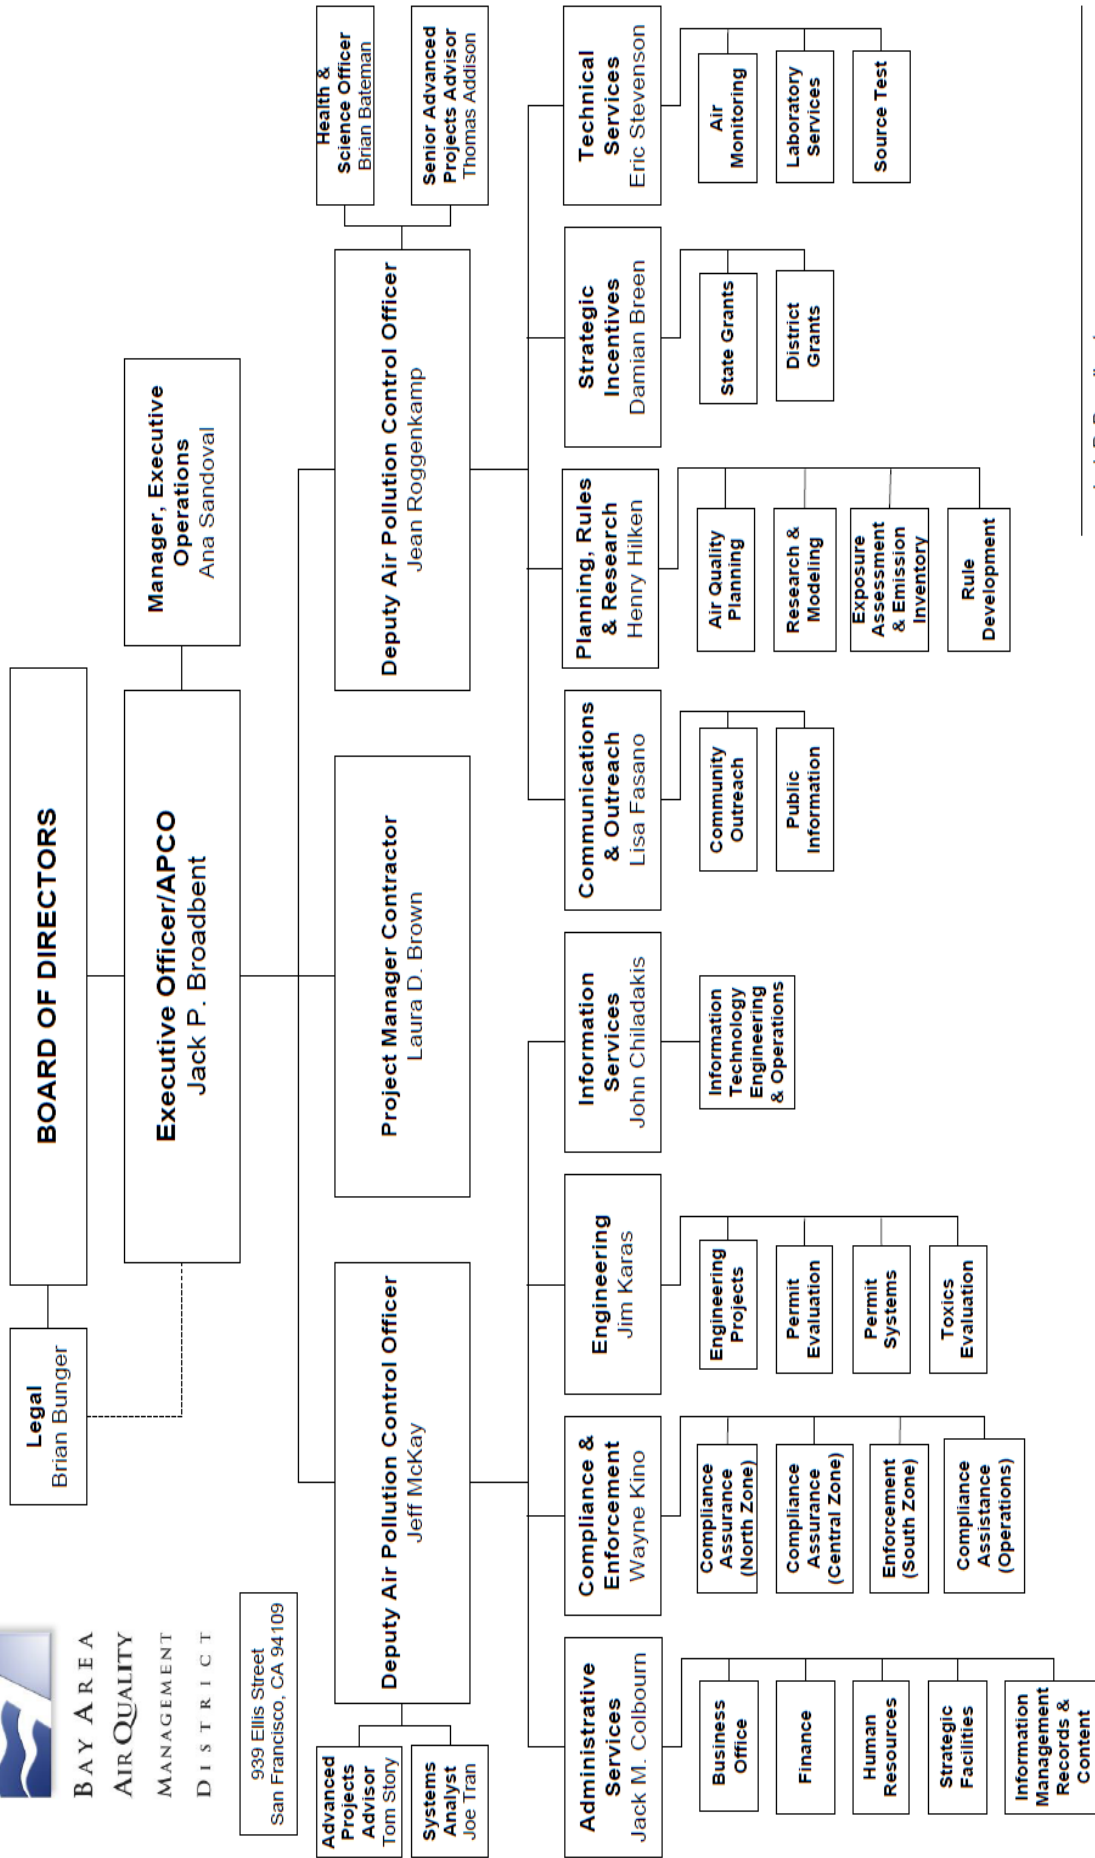 BAY AREA
AIR QUALITY
MANAGEMENT
DISTRICT
939 Ellis Street
San Francisco, CA 94109
BOARD OF DIRECTORS
Legal
Brian Bunger
Executive Officer/APCO
Jack P. Broadbent
Manager, Executive
Operations
Ana Sandoval
Deputy Air Pollution Control Officer
Jeff McKay
Advanced
Projects
Advisor
Tom Story
Systems
Analyst
Joe Tran
Project Manager Contractor
Laura D. Brown
Deputy Air Pollution Control Officer
Jean Roggenkamp
Health &
Science Officer
Brian Bateman
Senior Advanced
Projects Advisor
Thomas Addison
Administrative
Services
Jack M. Colbourn
Business
Office
Finance
Human
Resources
Strategic
Facilities
Information
Management
Records &
Content
Compliance &
Enforcement
Wayne Kino
Compliance
Assurance
(North Zone)
Compliance
Assurance
(Central Zone)
Enforcement
(South Zone)
Compliance
Assistance
(Operations)
Engineering
Jim Karas
Engineering
Projects
Permit
Evaluation
Permit
Systems
Toxics
Evaluation
Information
Services
John Chiladakis
Information
Technology
Engineering
& Operations
Communications
& Outreach
Lisa Fasano
Community
Outreach
Public
Information
Planning, Rules
& Research
Henry Hilken
Air Quality
Planning
Research &
Modeling
Exposure
Assessment
& Emission
Inventory
Rule
Development
Strategic
Incentives
Damian Breen
State Grants
District
Grants
Technical
Services
Eric Stevenson
Air
Monitoring
Laboratory
Services
Source Test